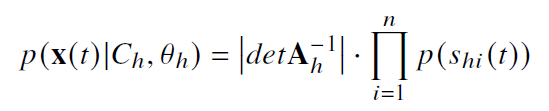 p(x(t)|C_h, θ_h) = |det A_h^{-1}| · ∏_{i=1}^{n} p(s_{hi}(t))